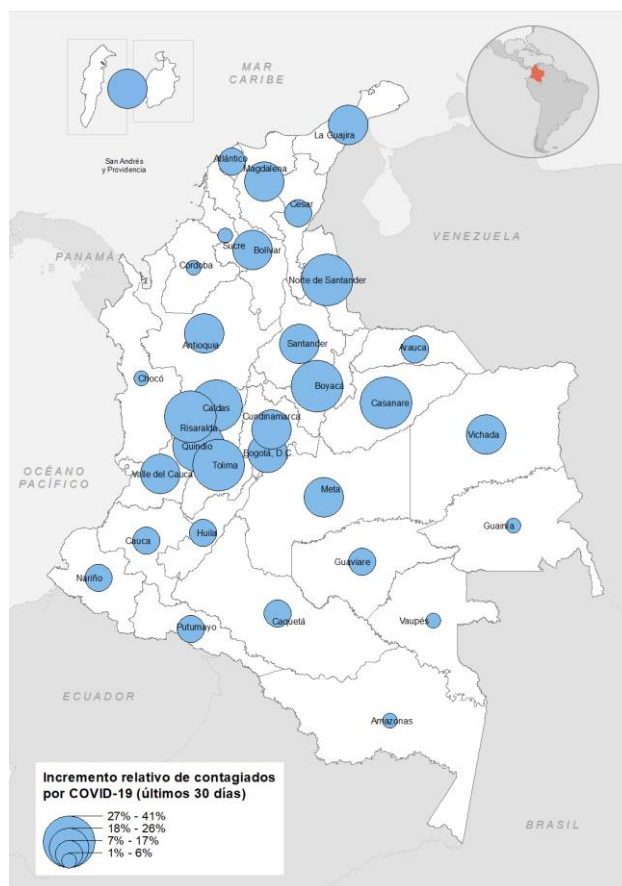 MAR
CARIBE
San Andrés
y Providencia
La Guajira
Atlántico
Magdalena
Cesar
VENEZUELA
Sucre
Bolívar
PANAMÁ
Córdoba
Norte de Santander
Antioquia
Santander
Arauca
Chocó
Boyaca
Caldas
Casanare
Cundinamarca
Risaralda
Vichada
Quindío
Bogotá, D.C.
Tolima
OCÉANO
PACÍFICO
Valle del Cauca
Meta
Guainía
Huila
Cauca
Guaviare
Nariño
Caquetá
Vaupés
Putumayo
ECUADOR
Amazonas
Incremento relativo de contagiados
por COVID-19 (últimos 30 días)
27% - 41%
18% - 26%
7% - 17%
1% - 6%
BRASIL